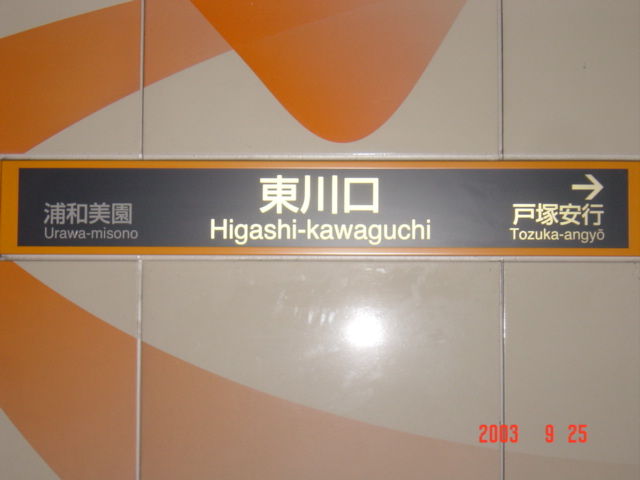 東川口
Higashi-kawaguchi
浦和美園
Urawa-misono
→
戸塚安行
Tozuka-angyō
2003 9 25